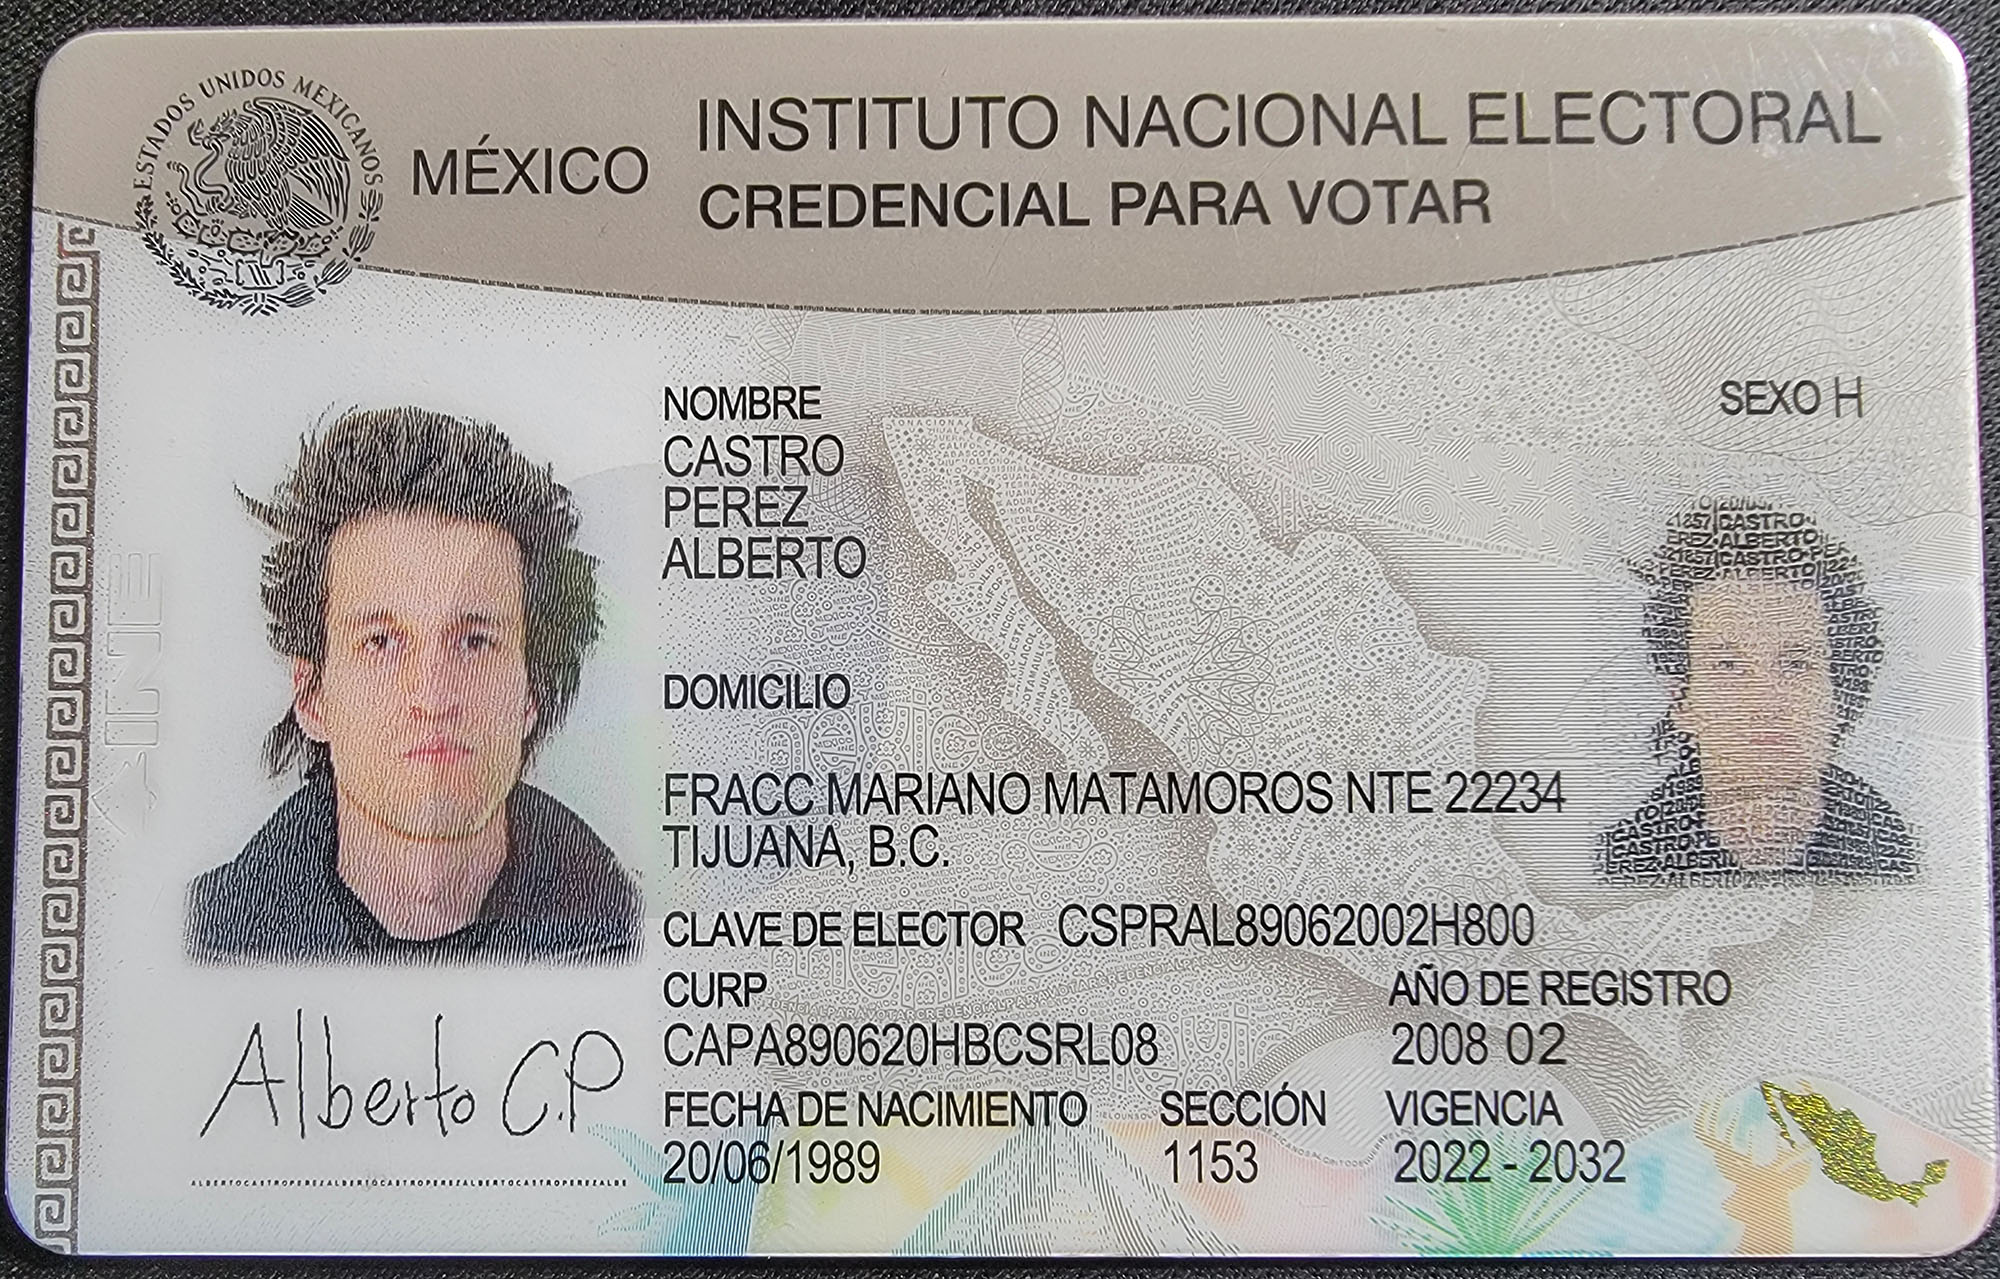 ESTADOS UNIDOS MEXICANOS
MÉXICO
INSTITUTO NACIONAL ELECTORAL
CREDENCIAL PARA VOTAR
NOMBRE
CASTRO
PEREZ
ALBERTO
SEXO H
DOMICILIO
FRACC MARIANO MATAMOROS NTE 22234
TIJUANA, B.C.
CLAVE DE ELECTOR CSPRAL89062002H800
CURP
CAPA890620HBCSRL08
AÑO DE REGISTRO
2008 02
FECHA DE NACIMIENTO
20/06/1989
SECCIÓN
1153
VIGENCIA
2022 - 2032
INE
Alberto C.P
ALBERTOCASTROPEREZALBERTOCASTROPEREZALBERTOCASTROPEREZALBE